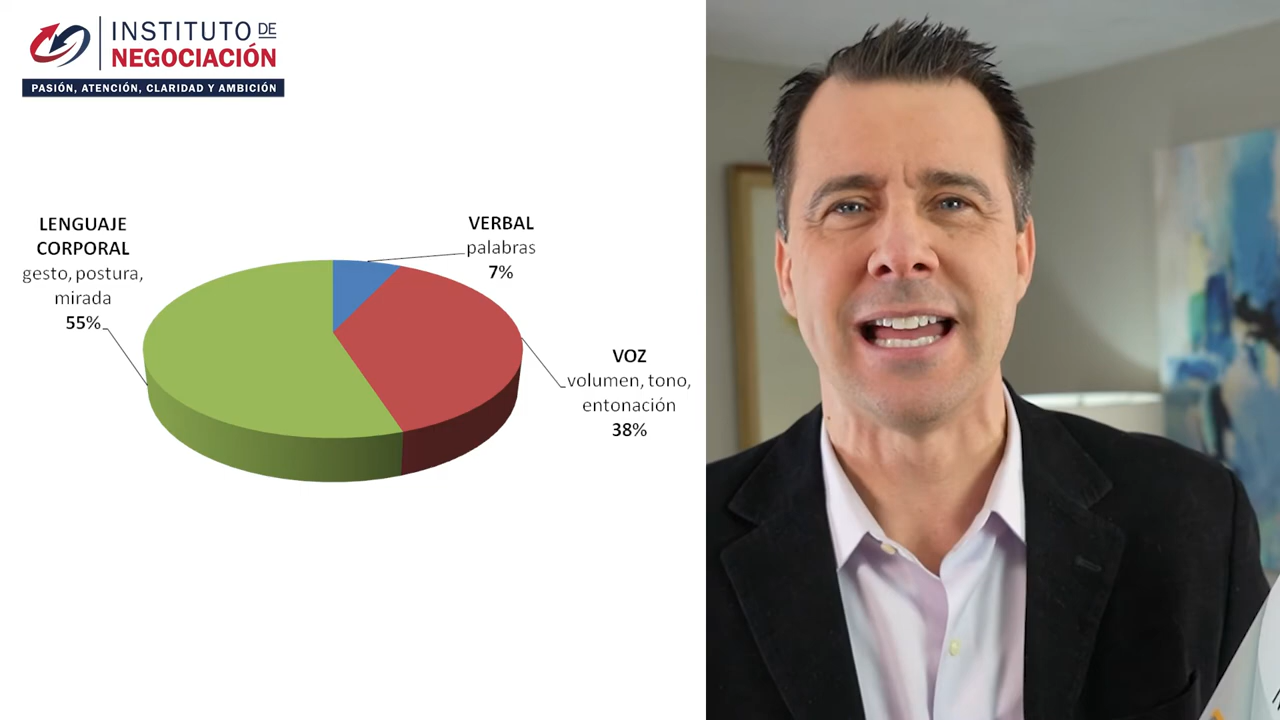 INSTITUTO DE
NEGOCIACIÓN
PASIÓN, ATENCIÓN, CLARIDAD Y AMBICIÓN
LENGUAJE
CORPORAL
gesto, postura,
mirada
55%
VERBAL
palabras
7%
VOZ
volumen, tono,
entonación
38%